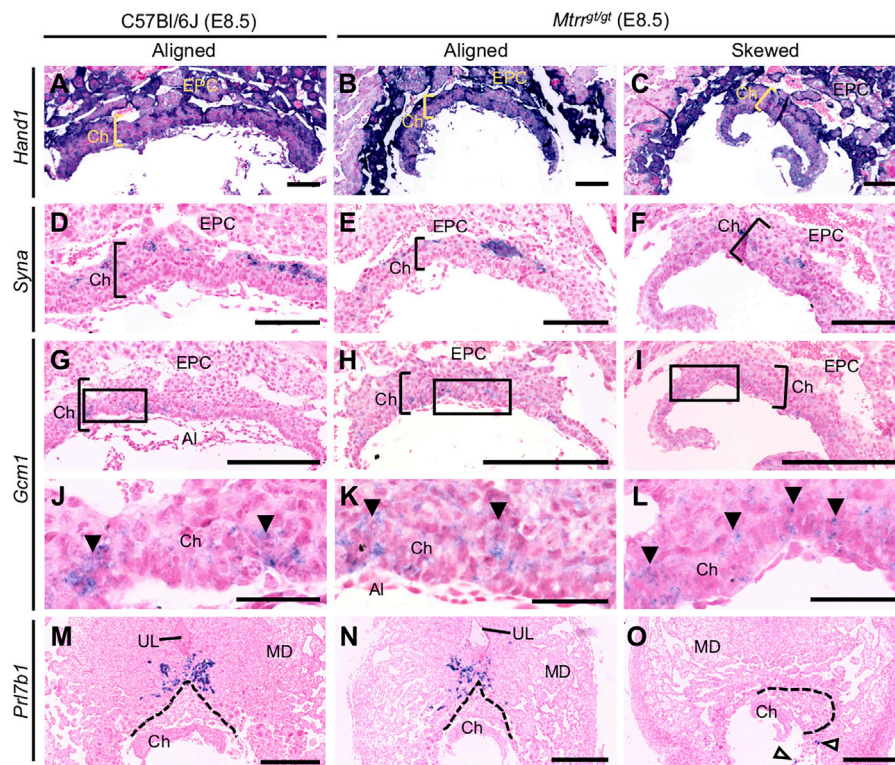 C57Bl/6J (E8.5)
Mtrr^gt/gt (E8.5)
Aligned
Aligned
Skewed
Hand1
A
EPC
Ch
B
EPC
Ch
C
Ch
EPC
Syna
D
EPC
Ch
E
EPC
Ch
F
Ch
EPC
Gcm1
G
EPC
Ch
Al
H
EPC
Ch
I
EPC
Ch
J
Ch
K
Ch
Al
L
Ch
Prl7b1
M
UL
MD
Ch
N
UL
MD
Ch
O
MD
Ch